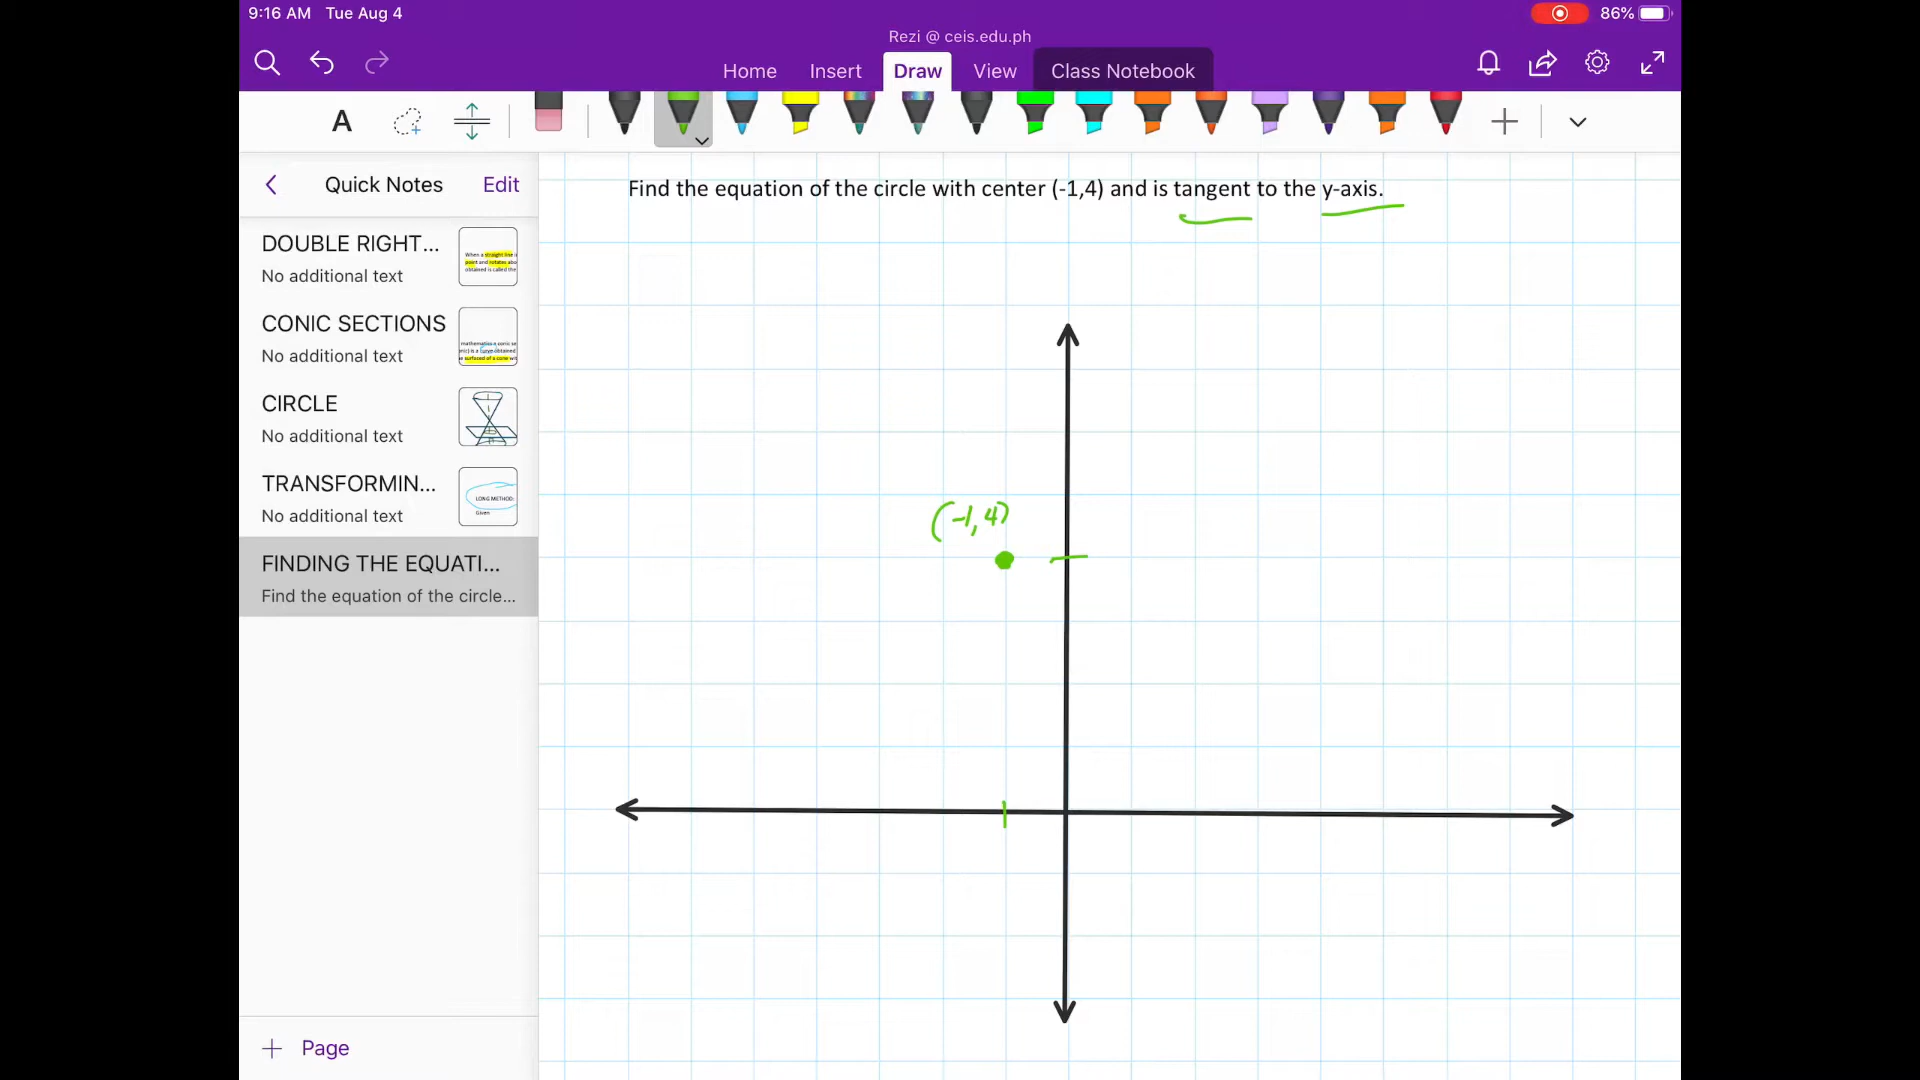 9:16 AM Tue Aug 4
86%
Rezi @ ceis.edu.ph
Home Insert Draw View Class Notebook
A
Quick Notes Edit
DOUBLE RIGHT...
No additional text
CONIC SECTIONS
No additional text
CIRCLE
No additional text
TRANSFORMIN...
No additional text
LONG METHOD:
Given
FINDING THE EQUATI...
Find the equation of the circle...
Page
Find the equation of the circle with center (-1,4) and is tangent to the y-axis.
(-1, 4)